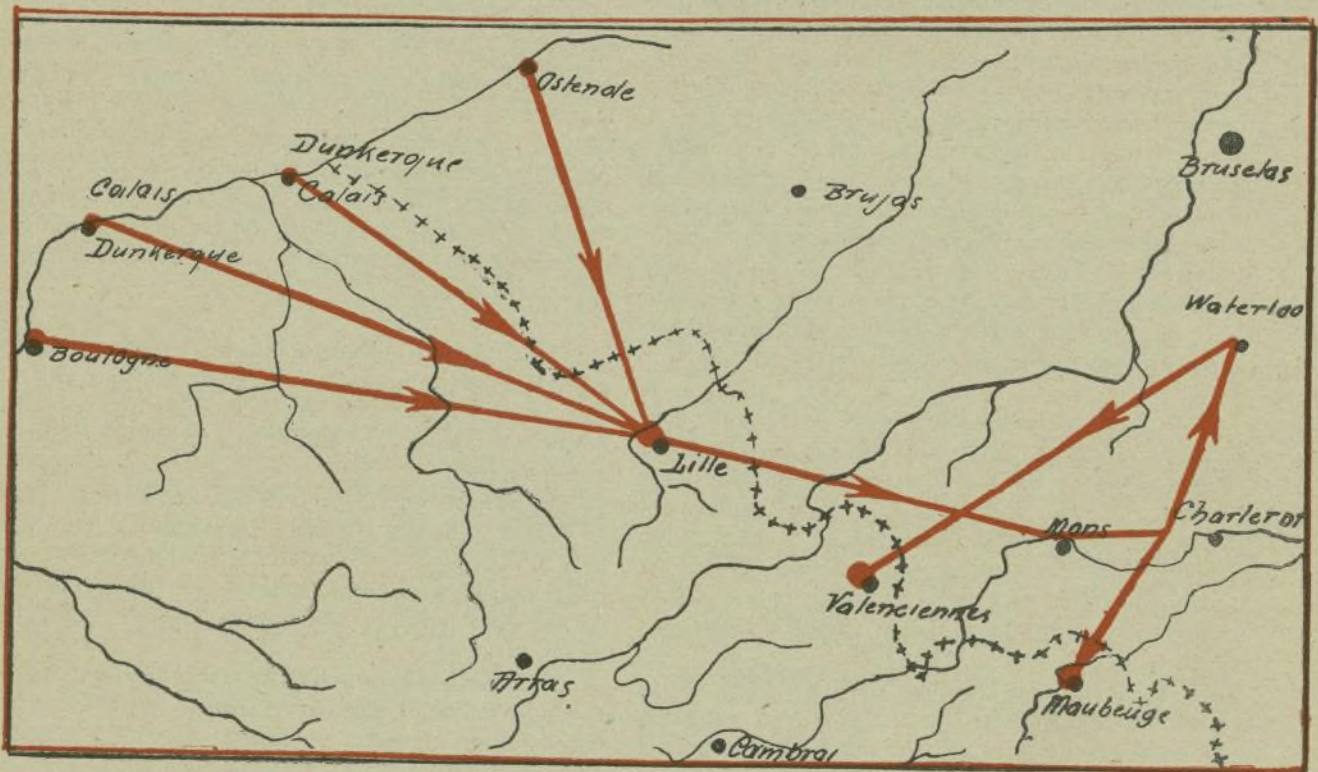 Ostende
Dunkerque
Calais
Calais
Dunkerque
Brujas
Bruselas
Waterloo
Boulogne
Lille
Mons
Charleroi
Valenciennes
Arras
Maubeuge
Cambrai